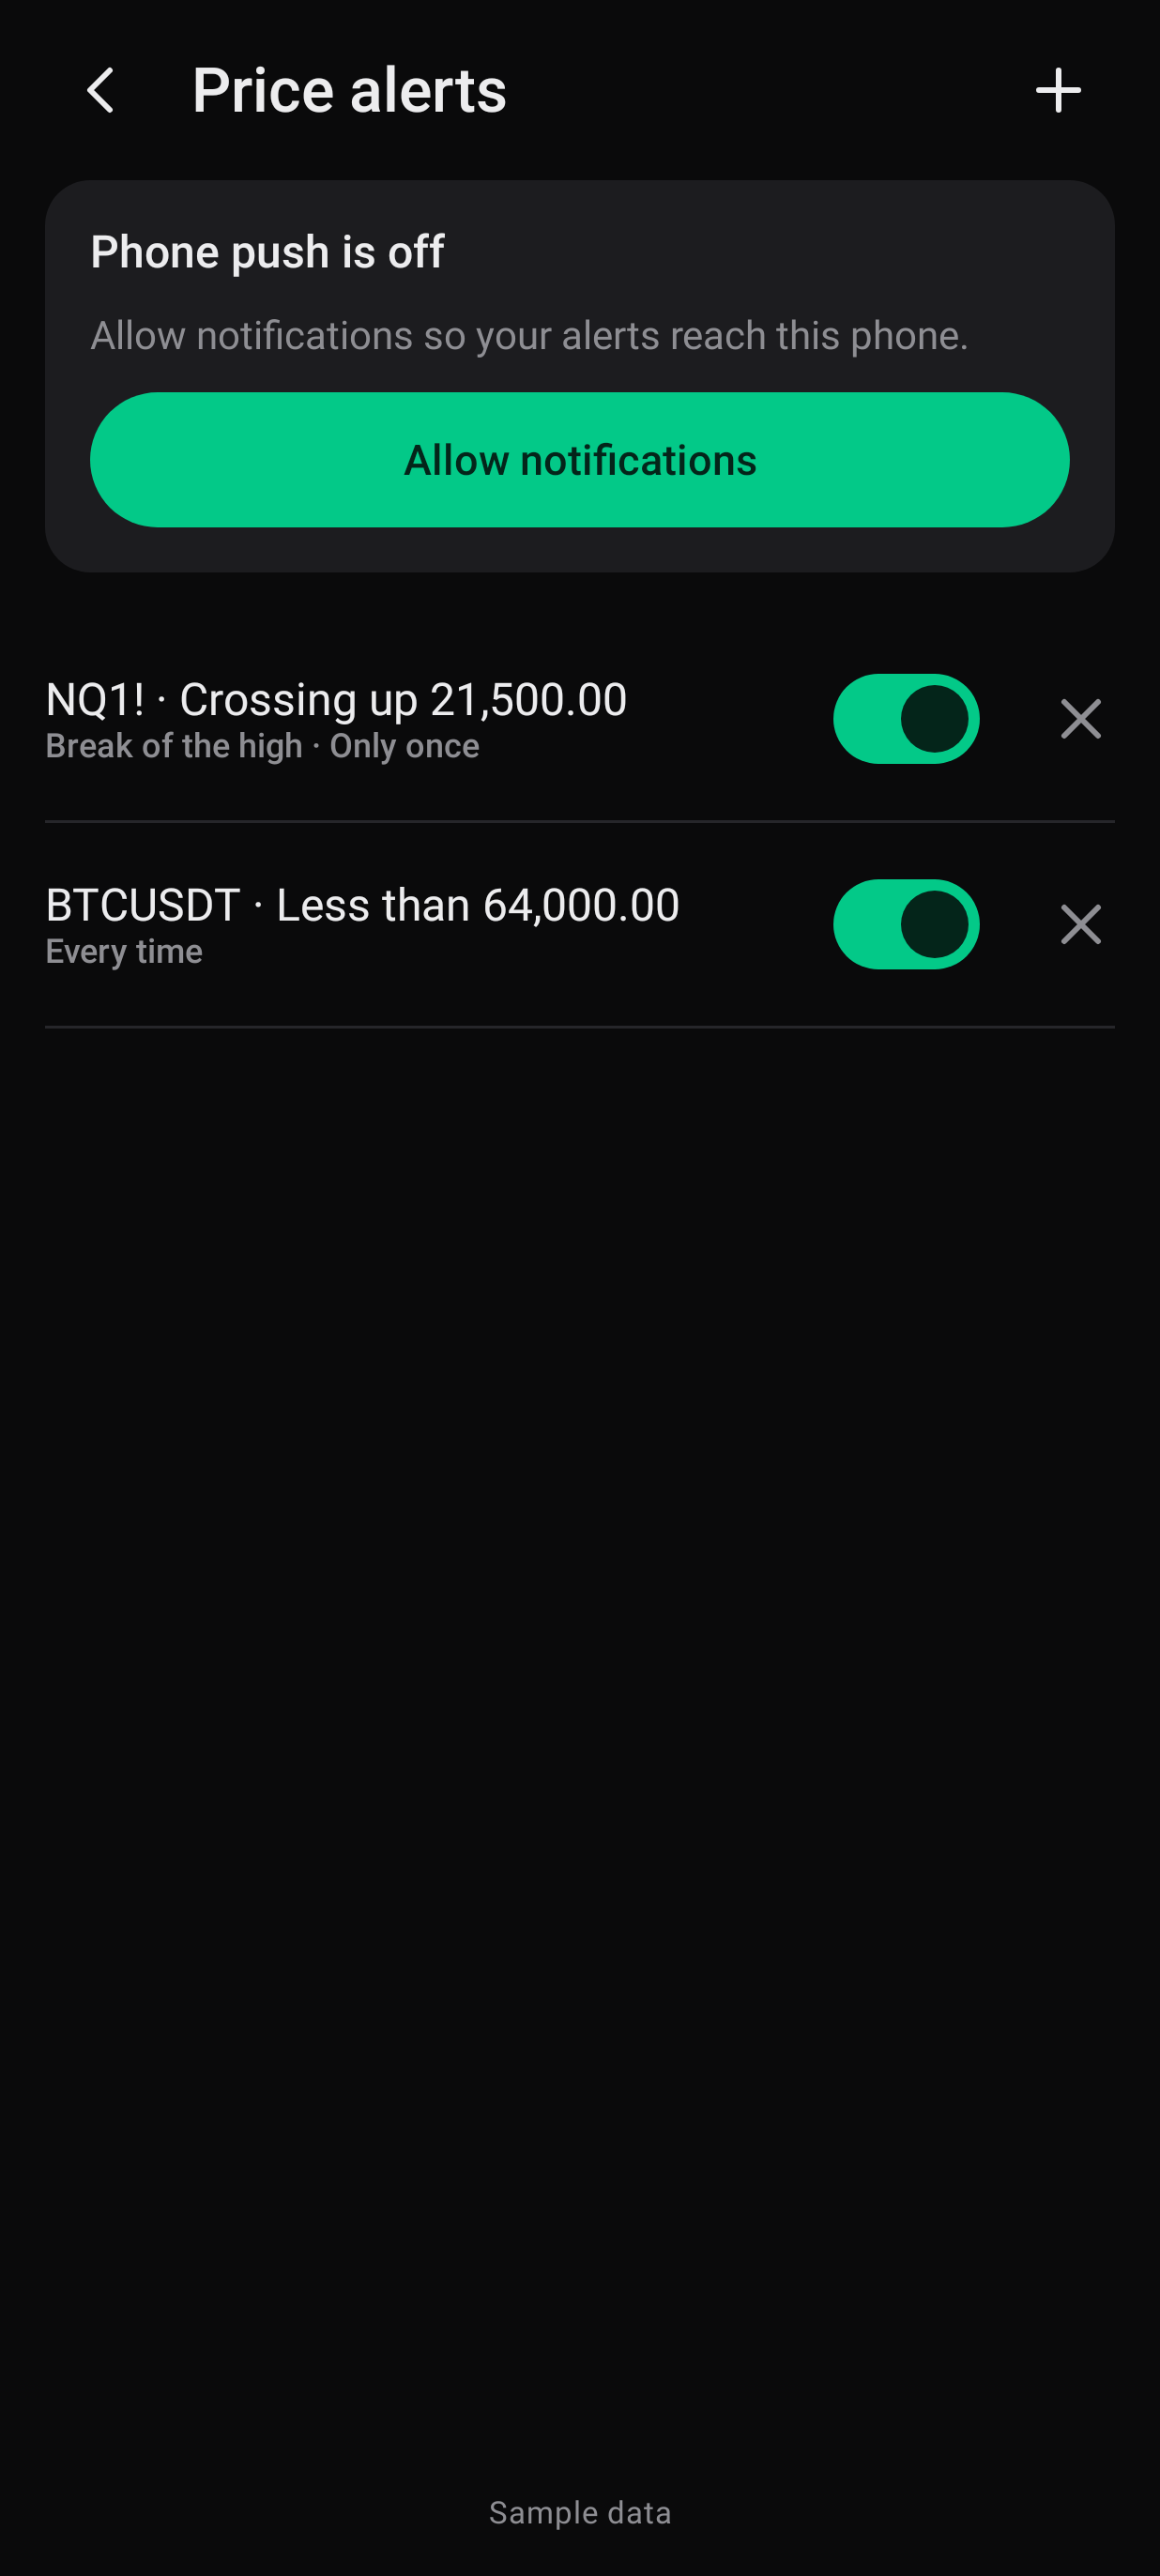 Price alerts
Phone push is off
Allow notifications so your alerts reach this phone.
Allow notifications
NQ1! · Crossing up 21,500.00
Break of the high · Only once
BTCUSDT · Less than 64,000.00
Every time
Sample data